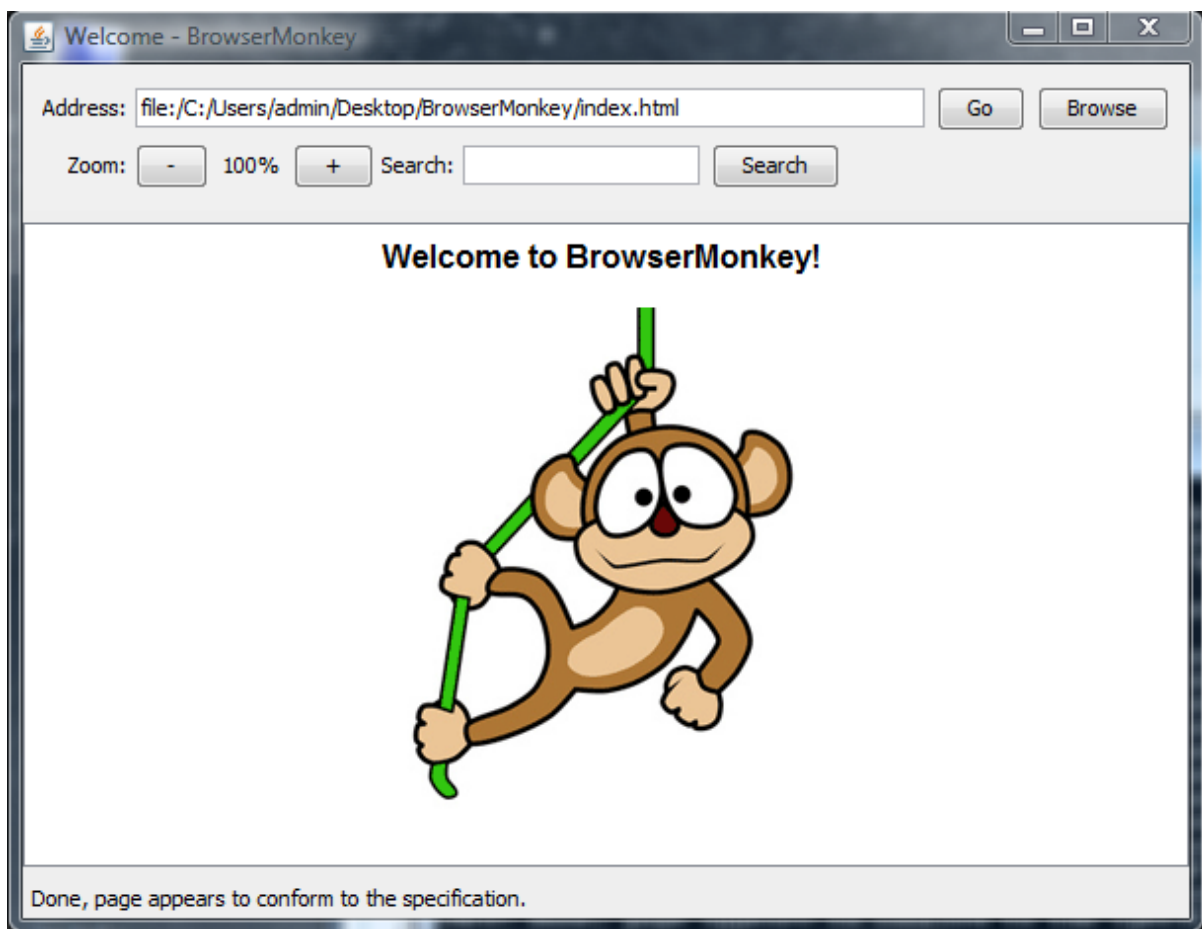 Welcome - BrowserMonkey
Address: file:/C:/Users/admin/Desktop/BrowserMonkey/index.html Go Browse
Zoom: - 100% + Search: Search
Welcome to BrowserMonkey!
Done, page appears to conform to the specification.